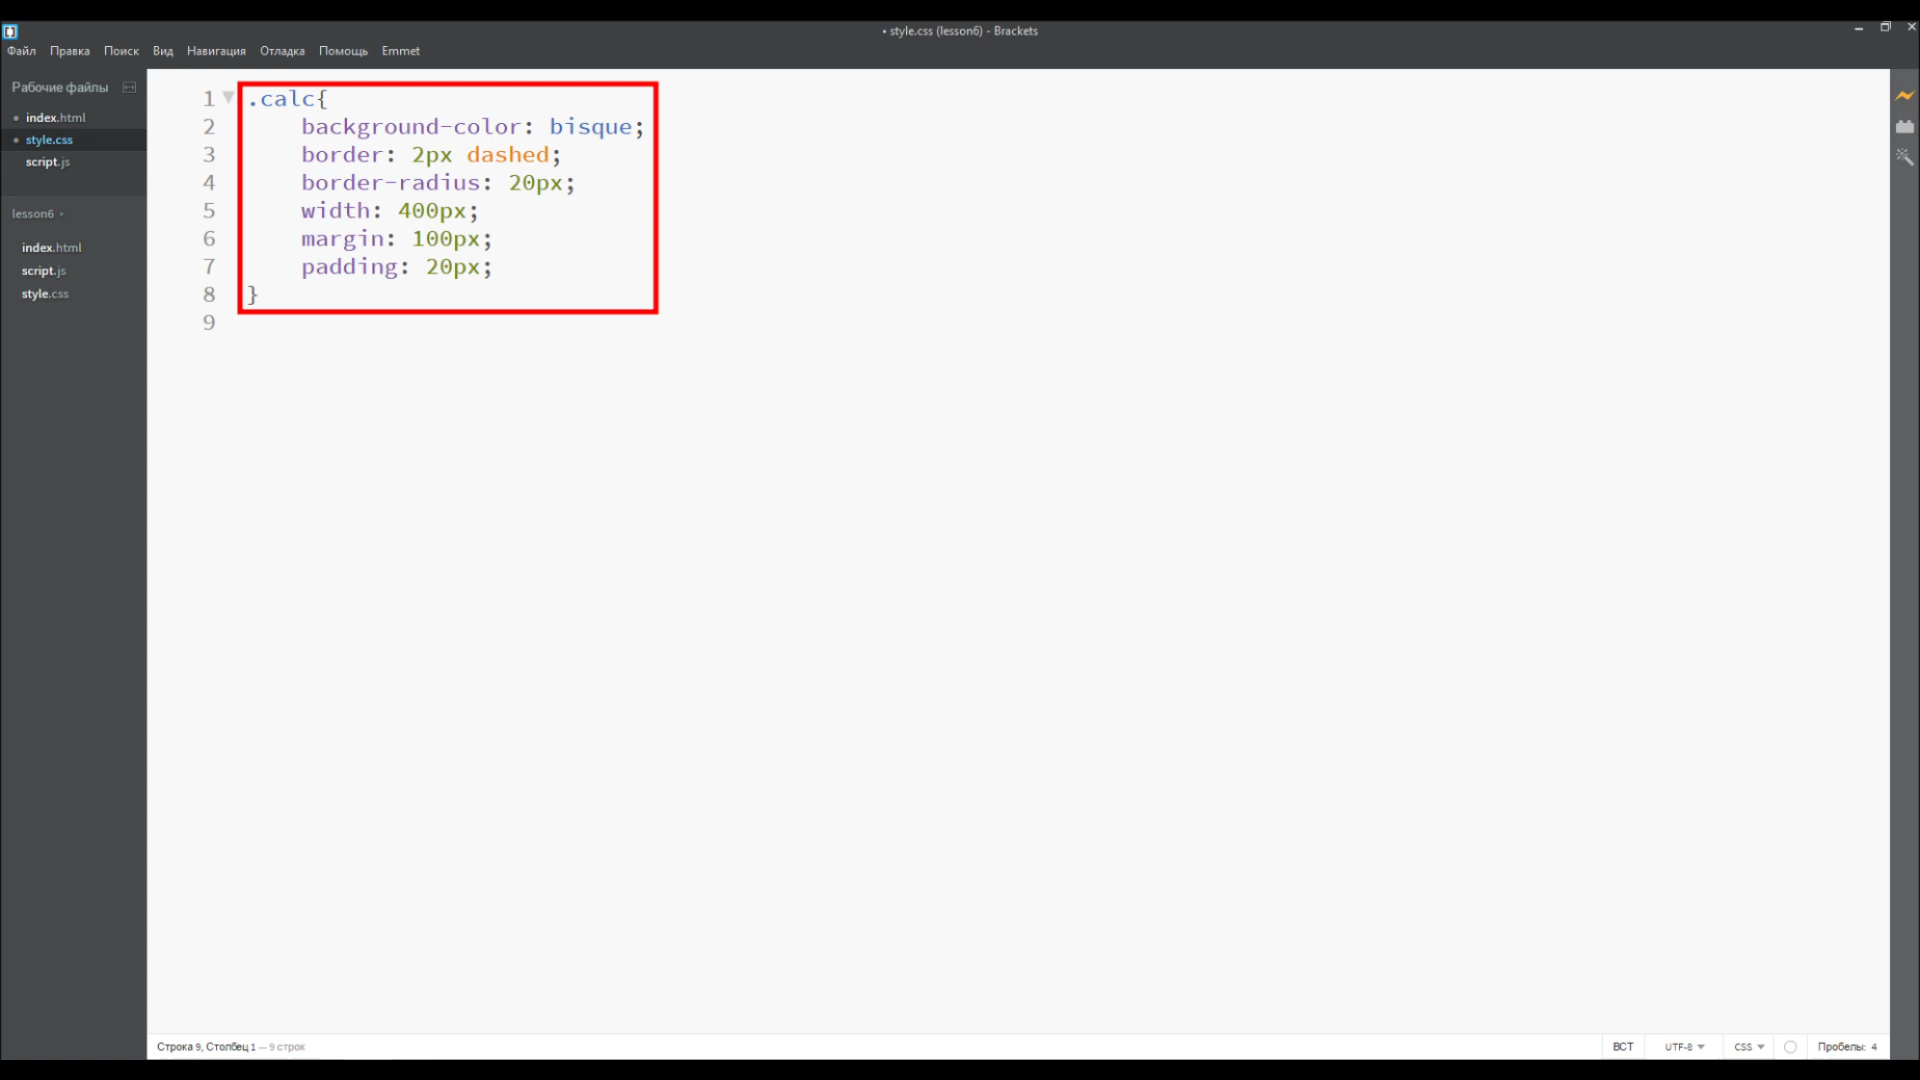 • style.css (lesson6) - Brackets
Файл Правка Поиск Вид Навигация Отладка Помощь Emmet
Рабочие файлы
• index.html
• style.css
script.js
lesson6
index.html
script.js
style.css
1 .calc{
2 background-color: bisque;
3 border: 2px dashed;
4 border-radius: 20px;
5 width: 400px;
6 margin: 100px;
7 padding: 20px;
8 }
9
Строка 9, Столбец 1 — 9 строк
ВСТ UTF-8 CSS Пробелы: 4